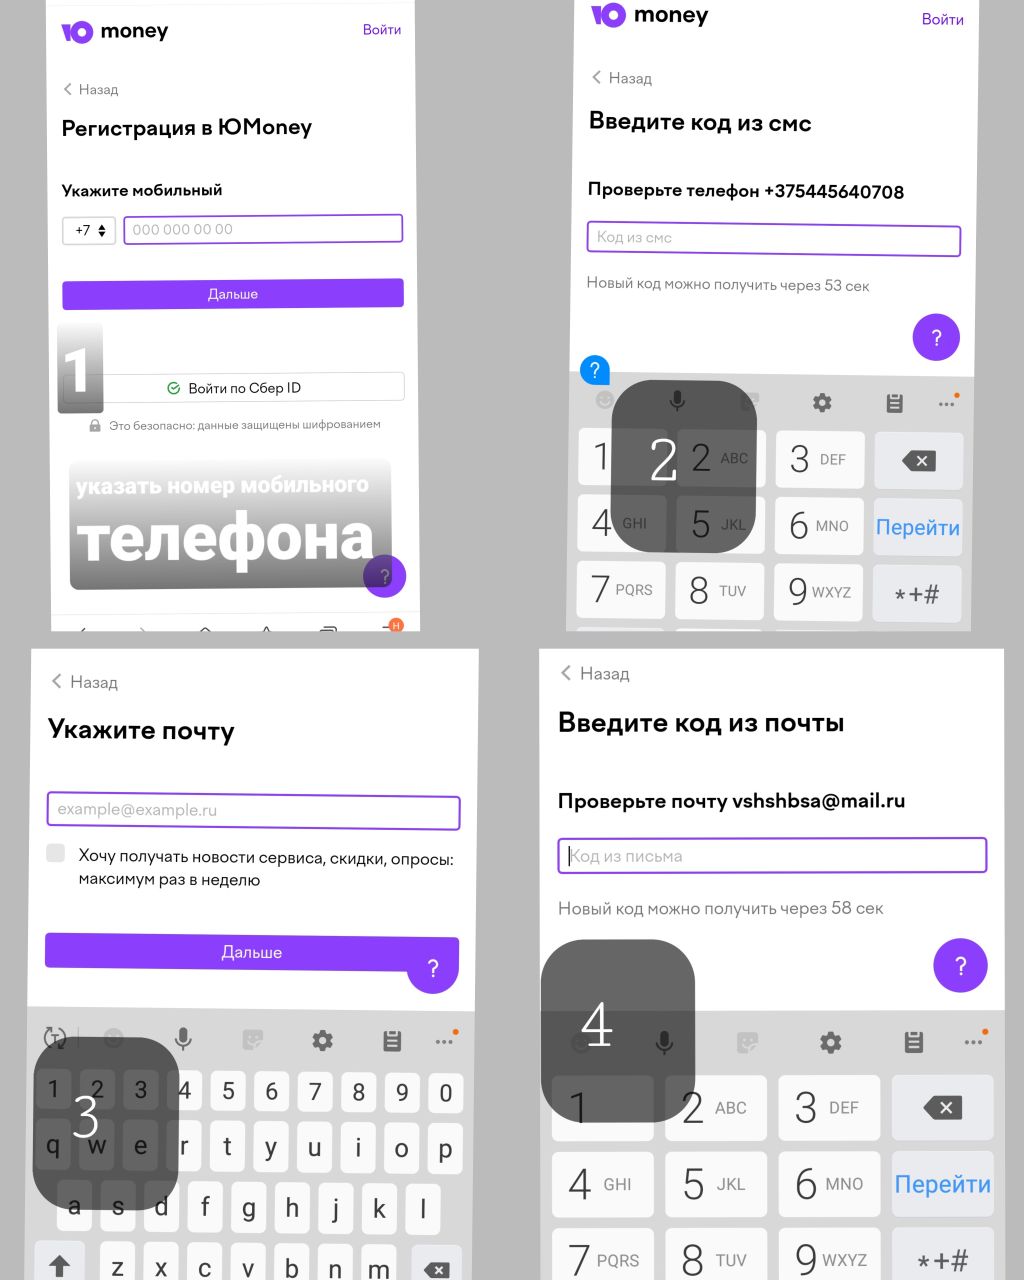 Ю money
Войти
Назад
Регистрация в ЮMoney
Укажите мобильный
+7
000 000 00 00
Дальше
1
Войти по Сбер ID
Это безопасно: данные защищены шифрованием
указать номер мобильного
телефона
?
Н
Ю money
Войти
Назад
Введите код из смс
Проверьте телефон +375445640708
Код из смс
Новый код можно получить через 53 сек
?
?
2
1
2 ABC
3 DEF
4 GHI
5 JKL
6 MNO
Перейти
7 PQRS
8 TUV
9 WXYZ
*+#
Назад
Укажите почту
example@example.ru
Хочу получать новости сервиса, скидки, опросы:
максимум раз в неделю
Дальше
?
T
3
1 2 3 4 5 6 7 8 9 0
q w e r t y u i o p
a s d f g h j k l
z x c v b n m
Назад
Введите код из почты
Проверьте почту vshshbsa@mail.ru
Код из письма
Новый код можно получить через 58 сек
?
4
1
2 ABC
3 DEF
4 GHI
5 JKL
6 MNO
Перейти
7 PQRS
8 TUV
9 WXYZ
*+#